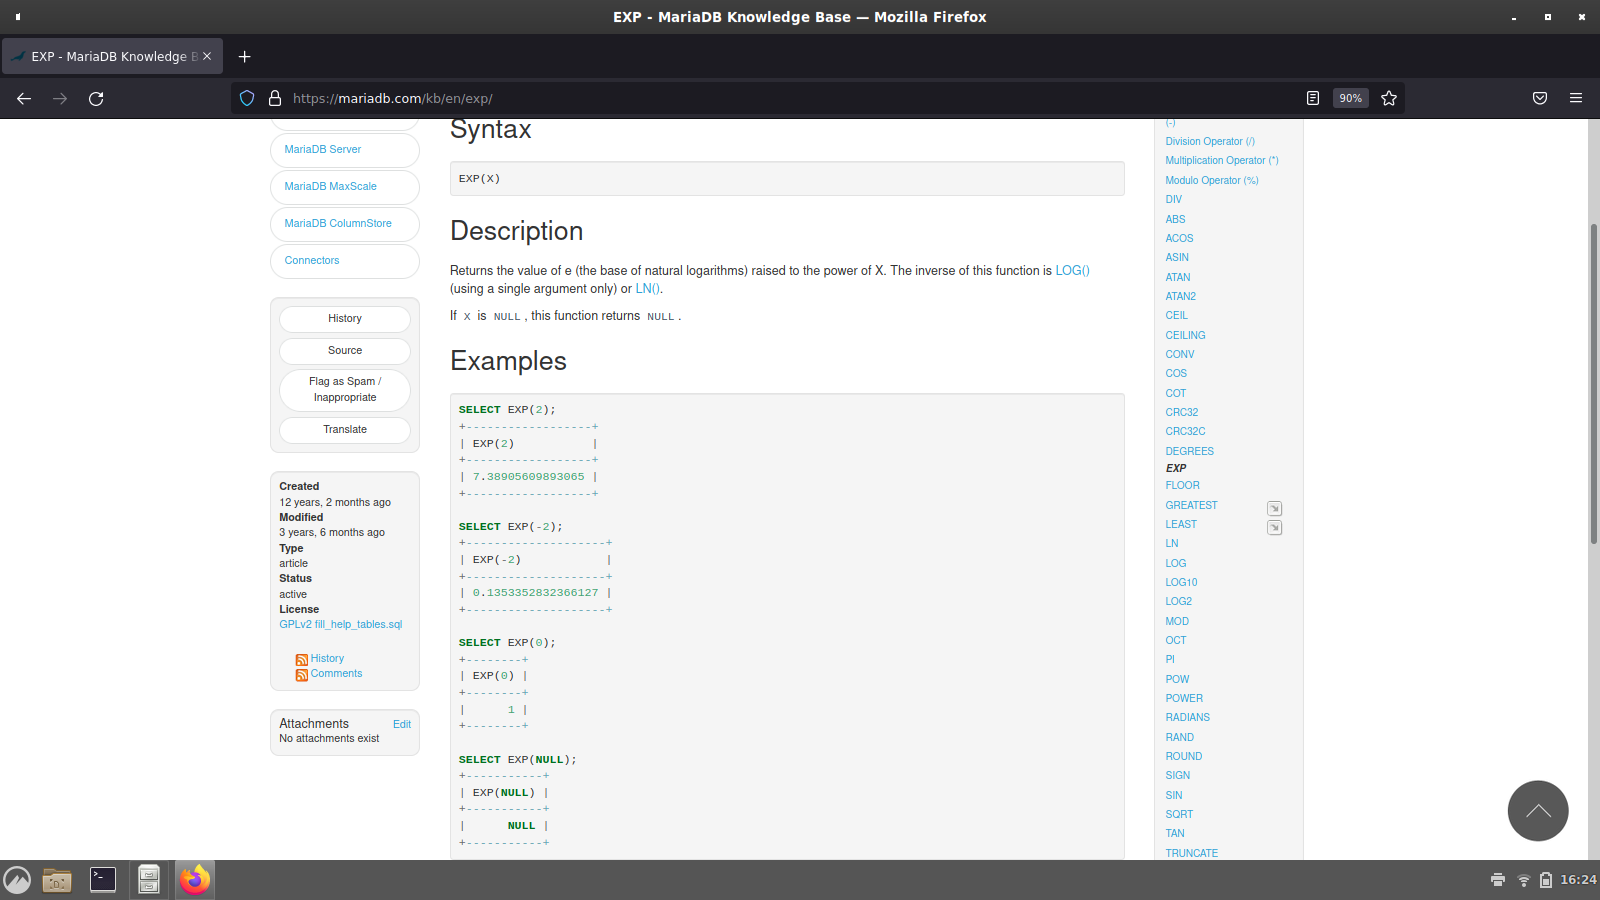 EXP - MariaDB Knowledge Base — Mozilla Firefox
EXP - MariaDB Knowledge B
https://mariadb.com/kb/en/exp/
90%
MariaDB Server
MariaDB MaxScale
MariaDB ColumnStore
Connectors
History
Source
Flag as Spam /
Inappropriate
Translate
Created
12 years, 2 months ago
Modified
3 years, 6 months ago
Type
article
Status
active
License
GPLv2 fill_help_tables.sql
History
Comments
Attachments Edit
No attachments exist
Syntax
EXP(X)
Description
Returns the value of e (the base of natural logarithms) raised to the power of X. The inverse of this function is LOG()
(using a single argument only) or LN().
If X is NULL, this function returns NULL.
Examples
SELECT EXP(2);
+------------------+
| EXP(2)           |
+------------------+
| 7.38905609893065 |
+------------------+
SELECT EXP(-2);
+--------------------+
| EXP(-2)            |
+--------------------+
| 0.1353352832366127 |
+--------------------+
SELECT EXP(0);
+--------+
| EXP(0) |
+--------+
|      1 |
+--------+
SELECT EXP(NULL);
+-----------+
| EXP(NULL) |
+-----------+
|      NULL |
+-----------+
(-)
Division Operator (/)
Multiplication Operator (*)
Modulo Operator (%)
DIV
ABS
ACOS
ASIN
ATAN
ATAN2
CEIL
CEILING
CONV
COS
COT
CRC32
CRC32C
DEGREES
EXP
FLOOR
GREATEST
LEAST
LN
LOG
LOG10
LOG2
MOD
OCT
PI
POW
POWER
RADIANS
RAND
ROUND
SIGN
SIN
SQRT
TAN
TRUNCATE
16:24